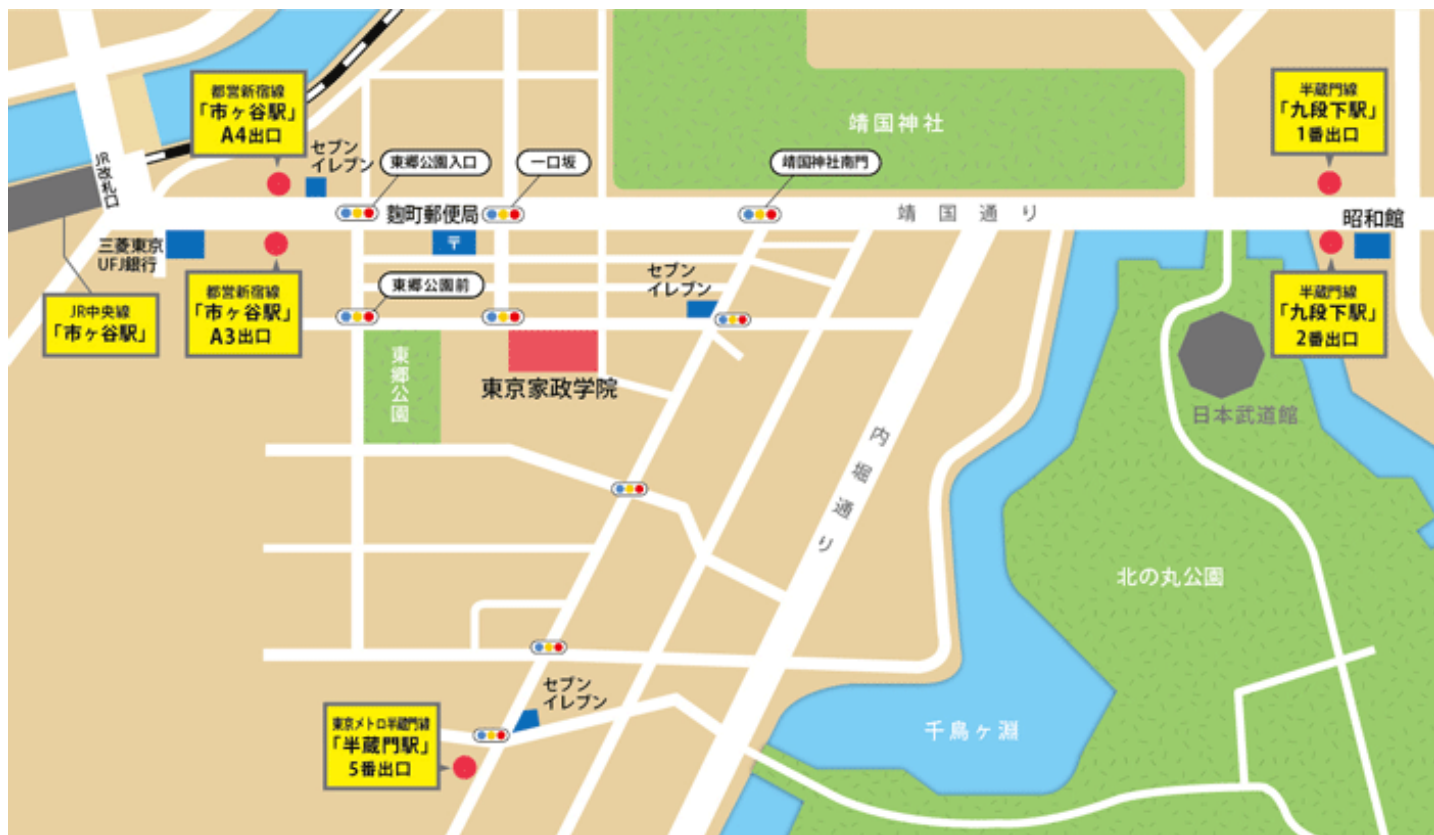 都営新宿線
「市ヶ谷駅」
A4出口
セブン
イレブン
東郷公園入口
一口坂
靖国神社
靖国神社南門
半蔵門線
「九段下駅」
1番出口
JR改札口
麹町郵便局
〒
靖国通り
昭和館
三菱東京
UFJ銀行
JR中央線
「市ヶ谷駅」
都営新宿線
「市ヶ谷駅」
A3出口
東郷公園前
セブン
イレブン
半蔵門線
「九段下駅」
2番出口
東郷公園
東京家政学院
日本武道館
内堀通り
北の丸公園
セブン
イレブン
東京メトロ半蔵門線
「半蔵門駅」
5番出口
千鳥ヶ淵